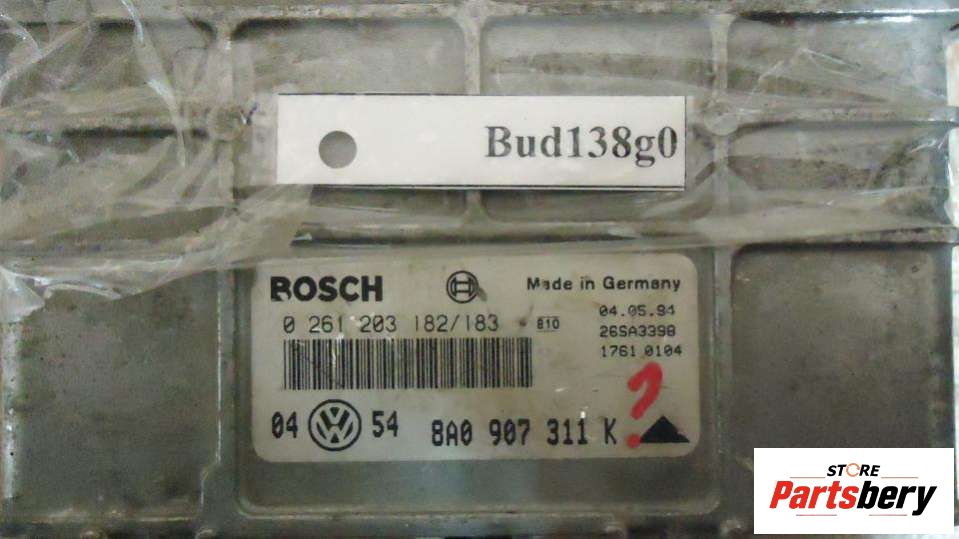 Bud138g0
BOSCH Made in Germany
0 261 203 182/183 810 04.05.94
26SA3398
1761 0104
04 VW 54 8A0 907 311 K ?
STORE
Partsbery